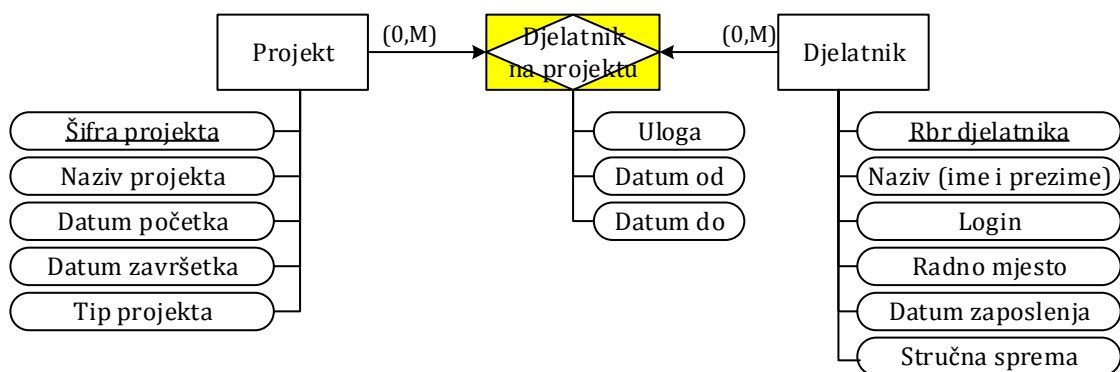 Projekt
(0,M)
Djelatnik
na projektu
(0,M)
Djelatnik
Šifra projekta
Naziv projekta
Datum početka
Datum završetka
Tip projekta
Uloga
Datum od
Datum do
Rbr djelatnika
Naziv (ime i prezime)
Login
Radno mjesto
Datum zaposlenja
Stručna sprema